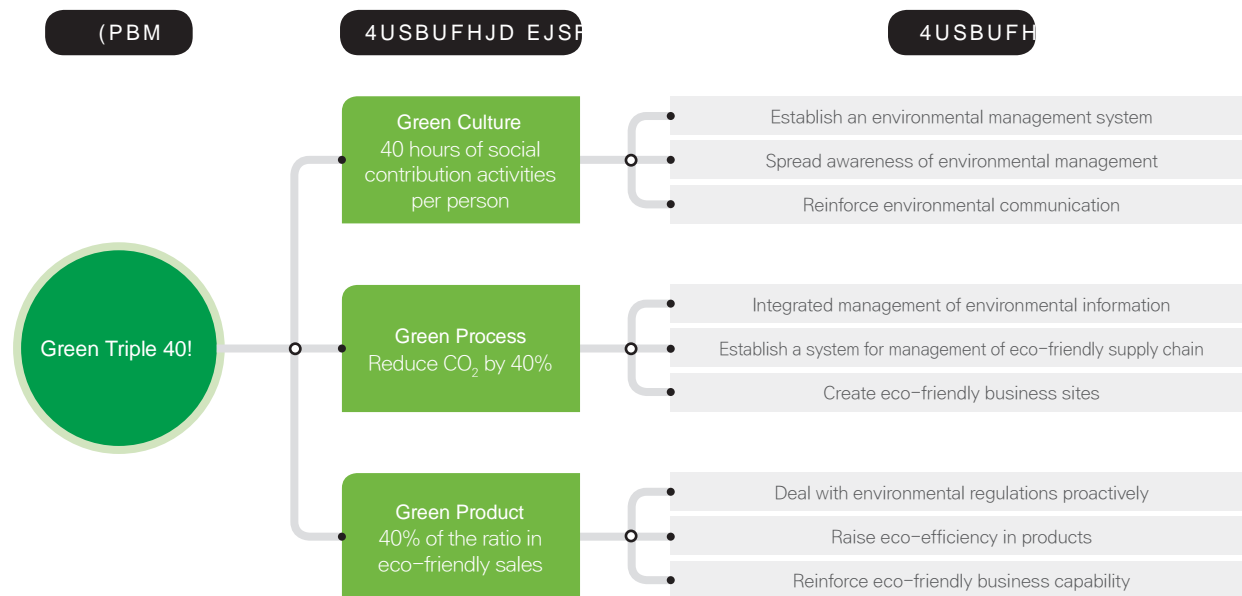 (PBM
4USBUFHJD EJSF
4USBUFH
Green Triple 40!
Green Culture
40 hours of social
contribution activities
per person
Establish an environmental management system
Spread awareness of environmental management
Reinforce environmental communication
Green Process
Reduce CO₂ by 40%
Integrated management of environmental information
Establish a system for management of eco-friendly supply chain
Create eco-friendly business sites
Green Product
40% of the ratio in
eco-friendly sales
Deal with environmental regulations proactively
Raise eco-efficiency in products
Reinforce eco-friendly business capability